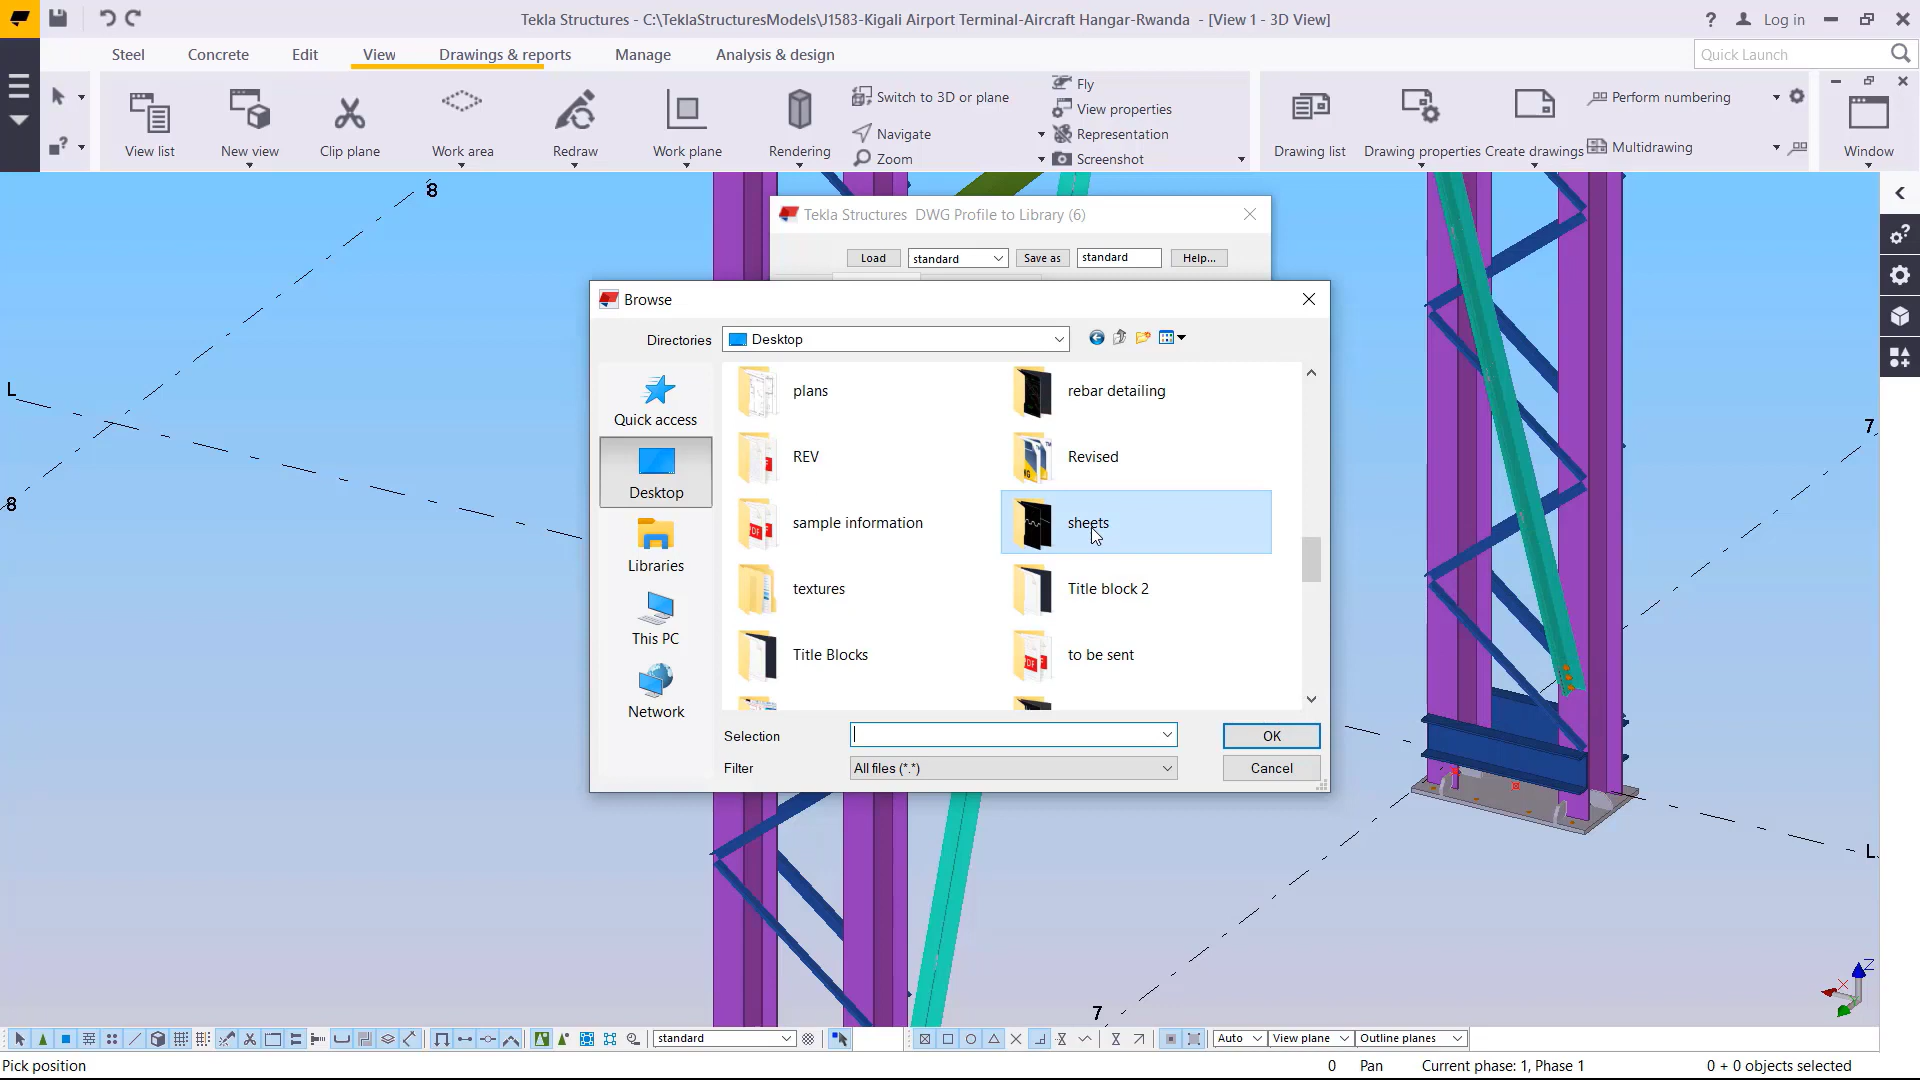 Tekla Structures - C:\TeklaStructuresModels\J1583-Kigali Airport Terminal-Aircraft Hangar-Rwanda - [View 1 - 3D View]
? Log in
Steel Concrete Edit View Drawings & reports Manage Analysis & design
Quick Launch
View list
New view
Clip plane
Work area
Redraw
Work plane
Rendering
Switch to 3D or plane
Navigate
Zoom
Fly
View properties
Representation
Screenshot
Drawing list
Drawing properties
Create drawings
Perform numbering
Multidrawing
Window
8
L
8
7
L
7
Z
X
Tekla Structures DWG Profile to Library (6)
Load standard Save as standard Help...
Browse
Directories Desktop
Quick access
Desktop
Libraries
This PC
Network
plans
rebar detailing
REV
Revised
sample information
sheets
textures
Title block 2
Title Blocks
to be sent
Selection
OK
Filter All files (*.*)
Cancel
standard
Auto View plane Outline planes
Pick position
0 Pan Current phase: 1, Phase 1 0 + 0 objects selected